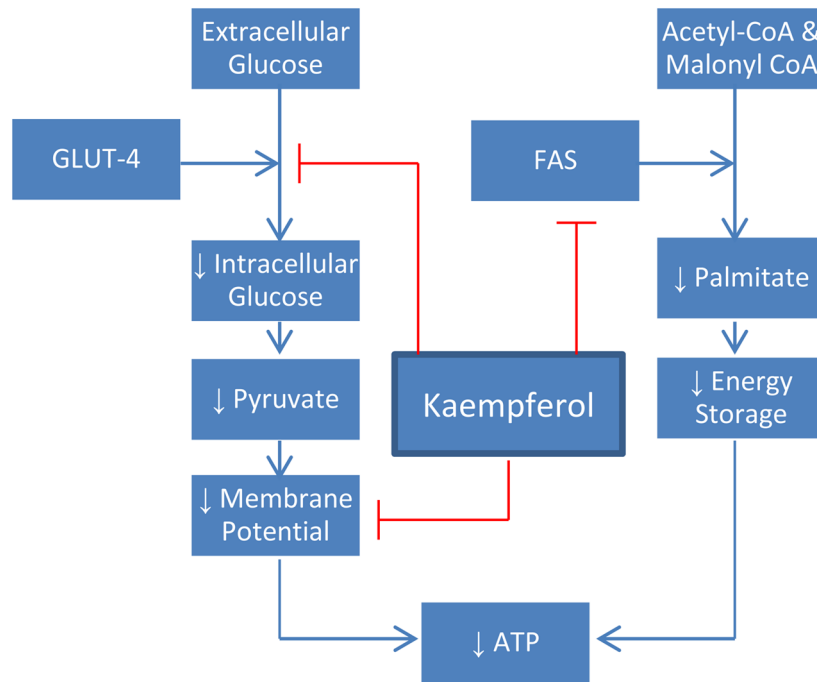 Extracellular
Glucose
Acetyl-CoA &
Malonyl CoA
GLUT-4
FAS
↓ Intracellular
Glucose
↓ Palmitate
↓ Pyruvate
Kaempferol
↓ Energy
Storage
↓ Membrane
Potential
↓ ATP